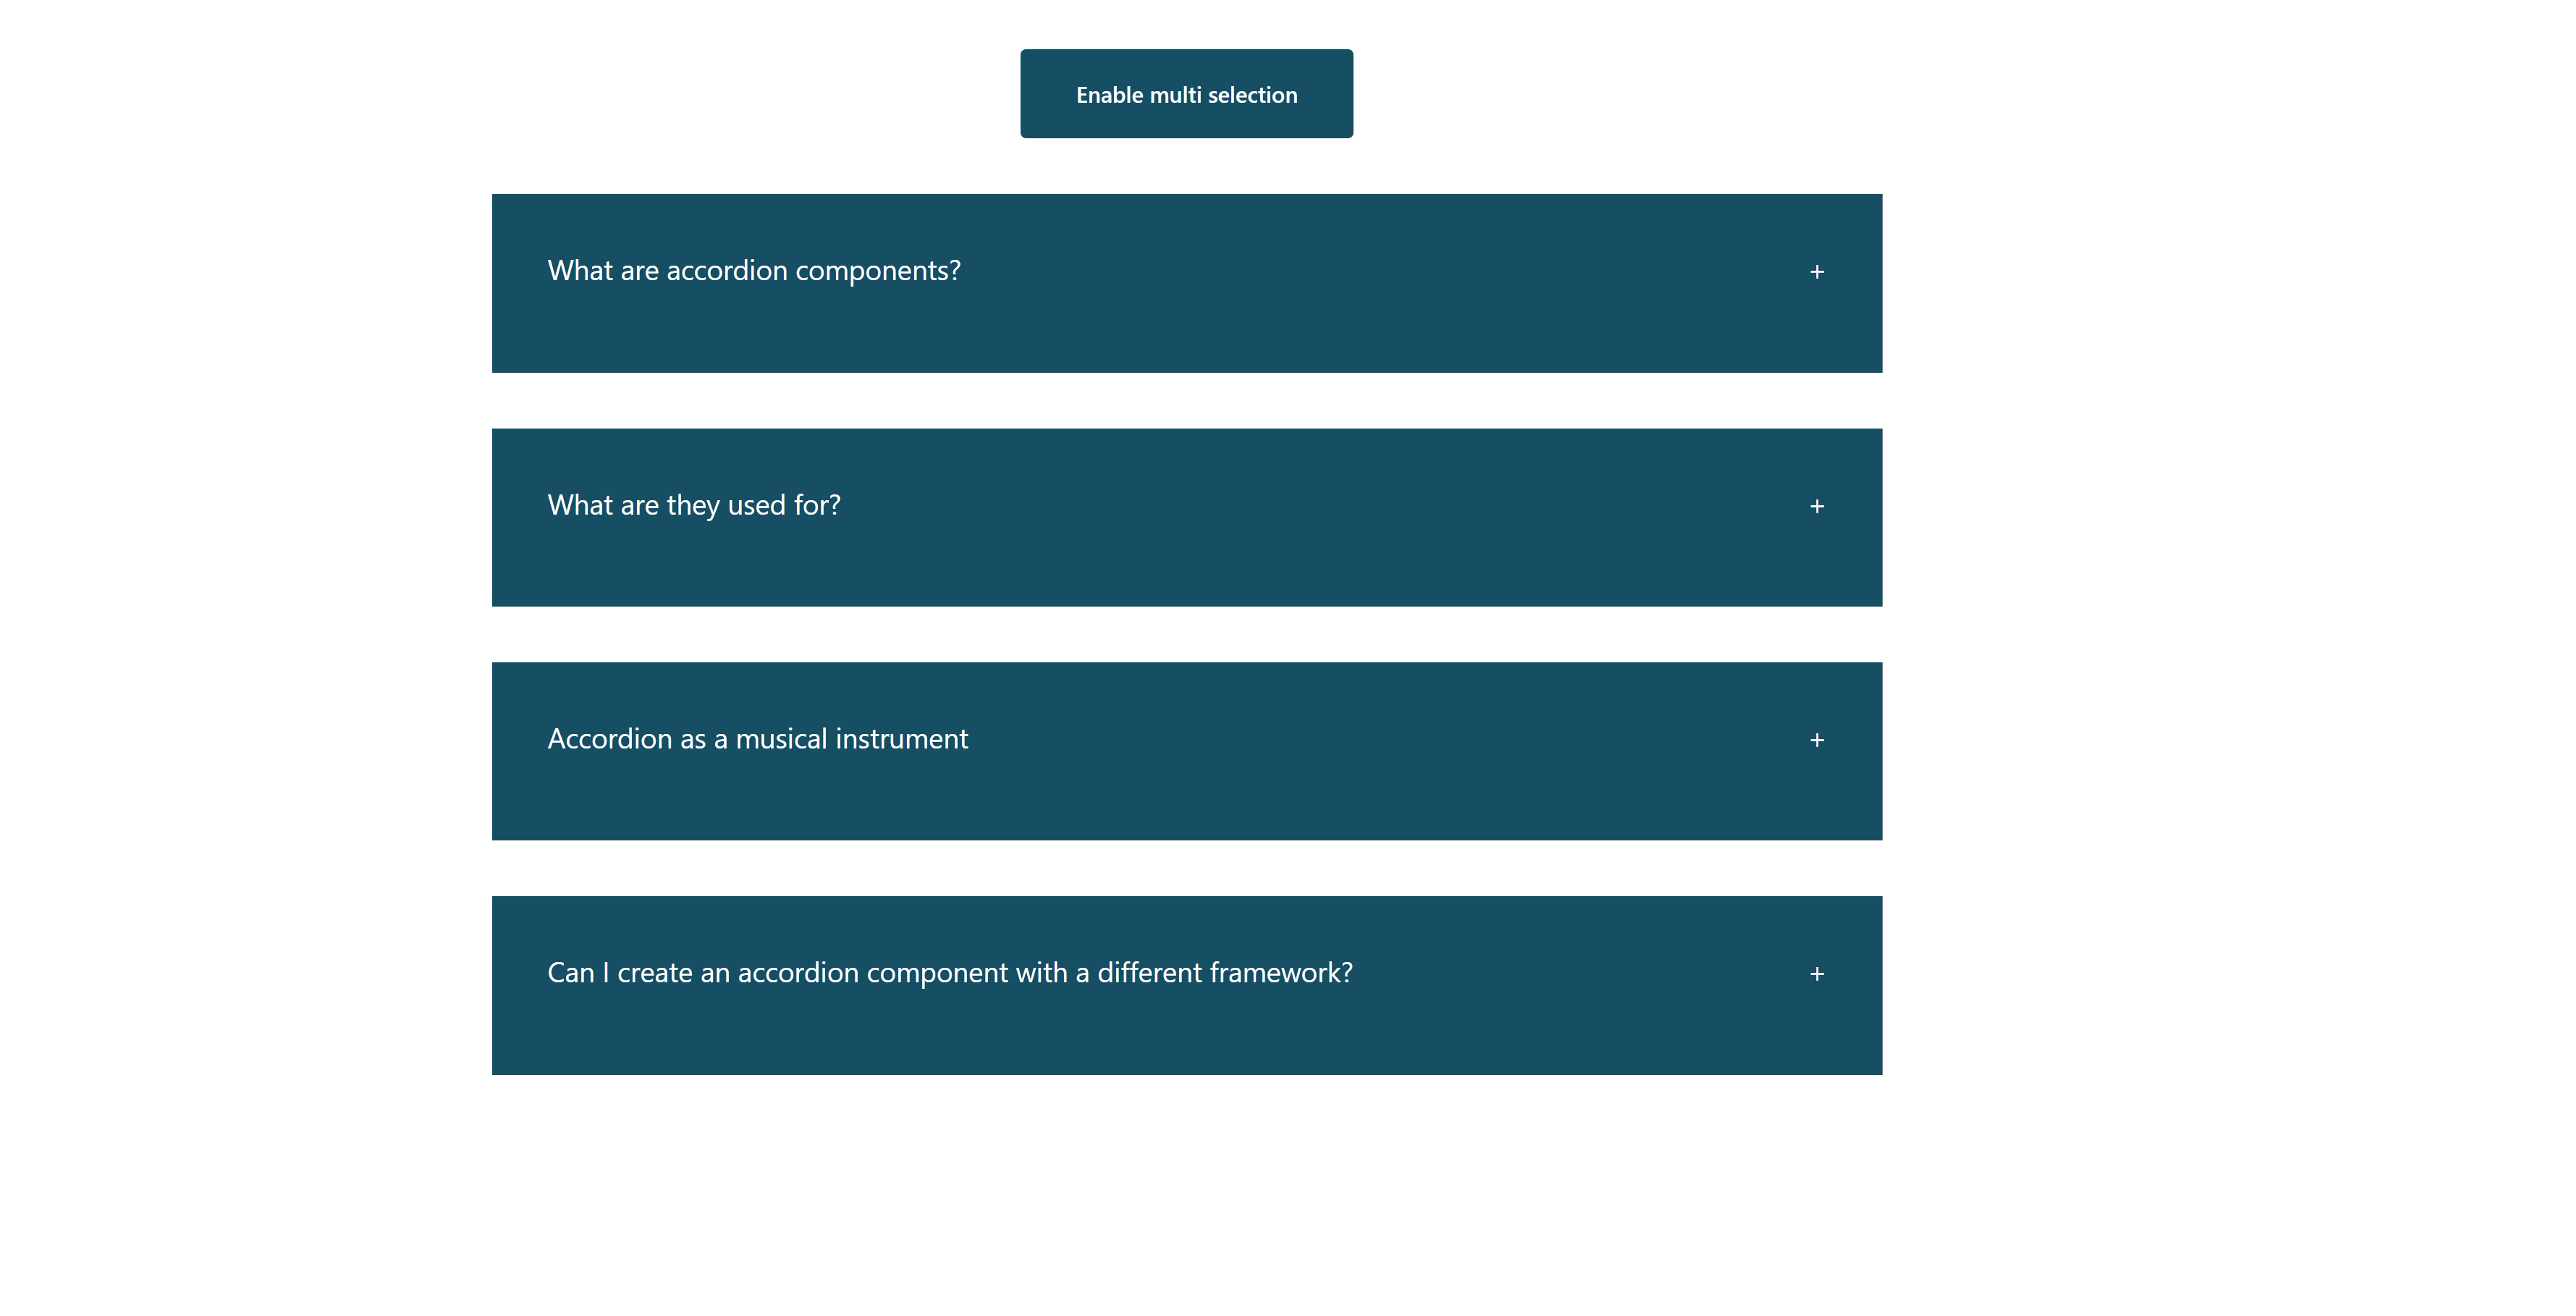 Enable multi selection
What are accordion components? +
What are they used for? +
Accordion as a musical instrument +
Can I create an accordion component with a different framework? +